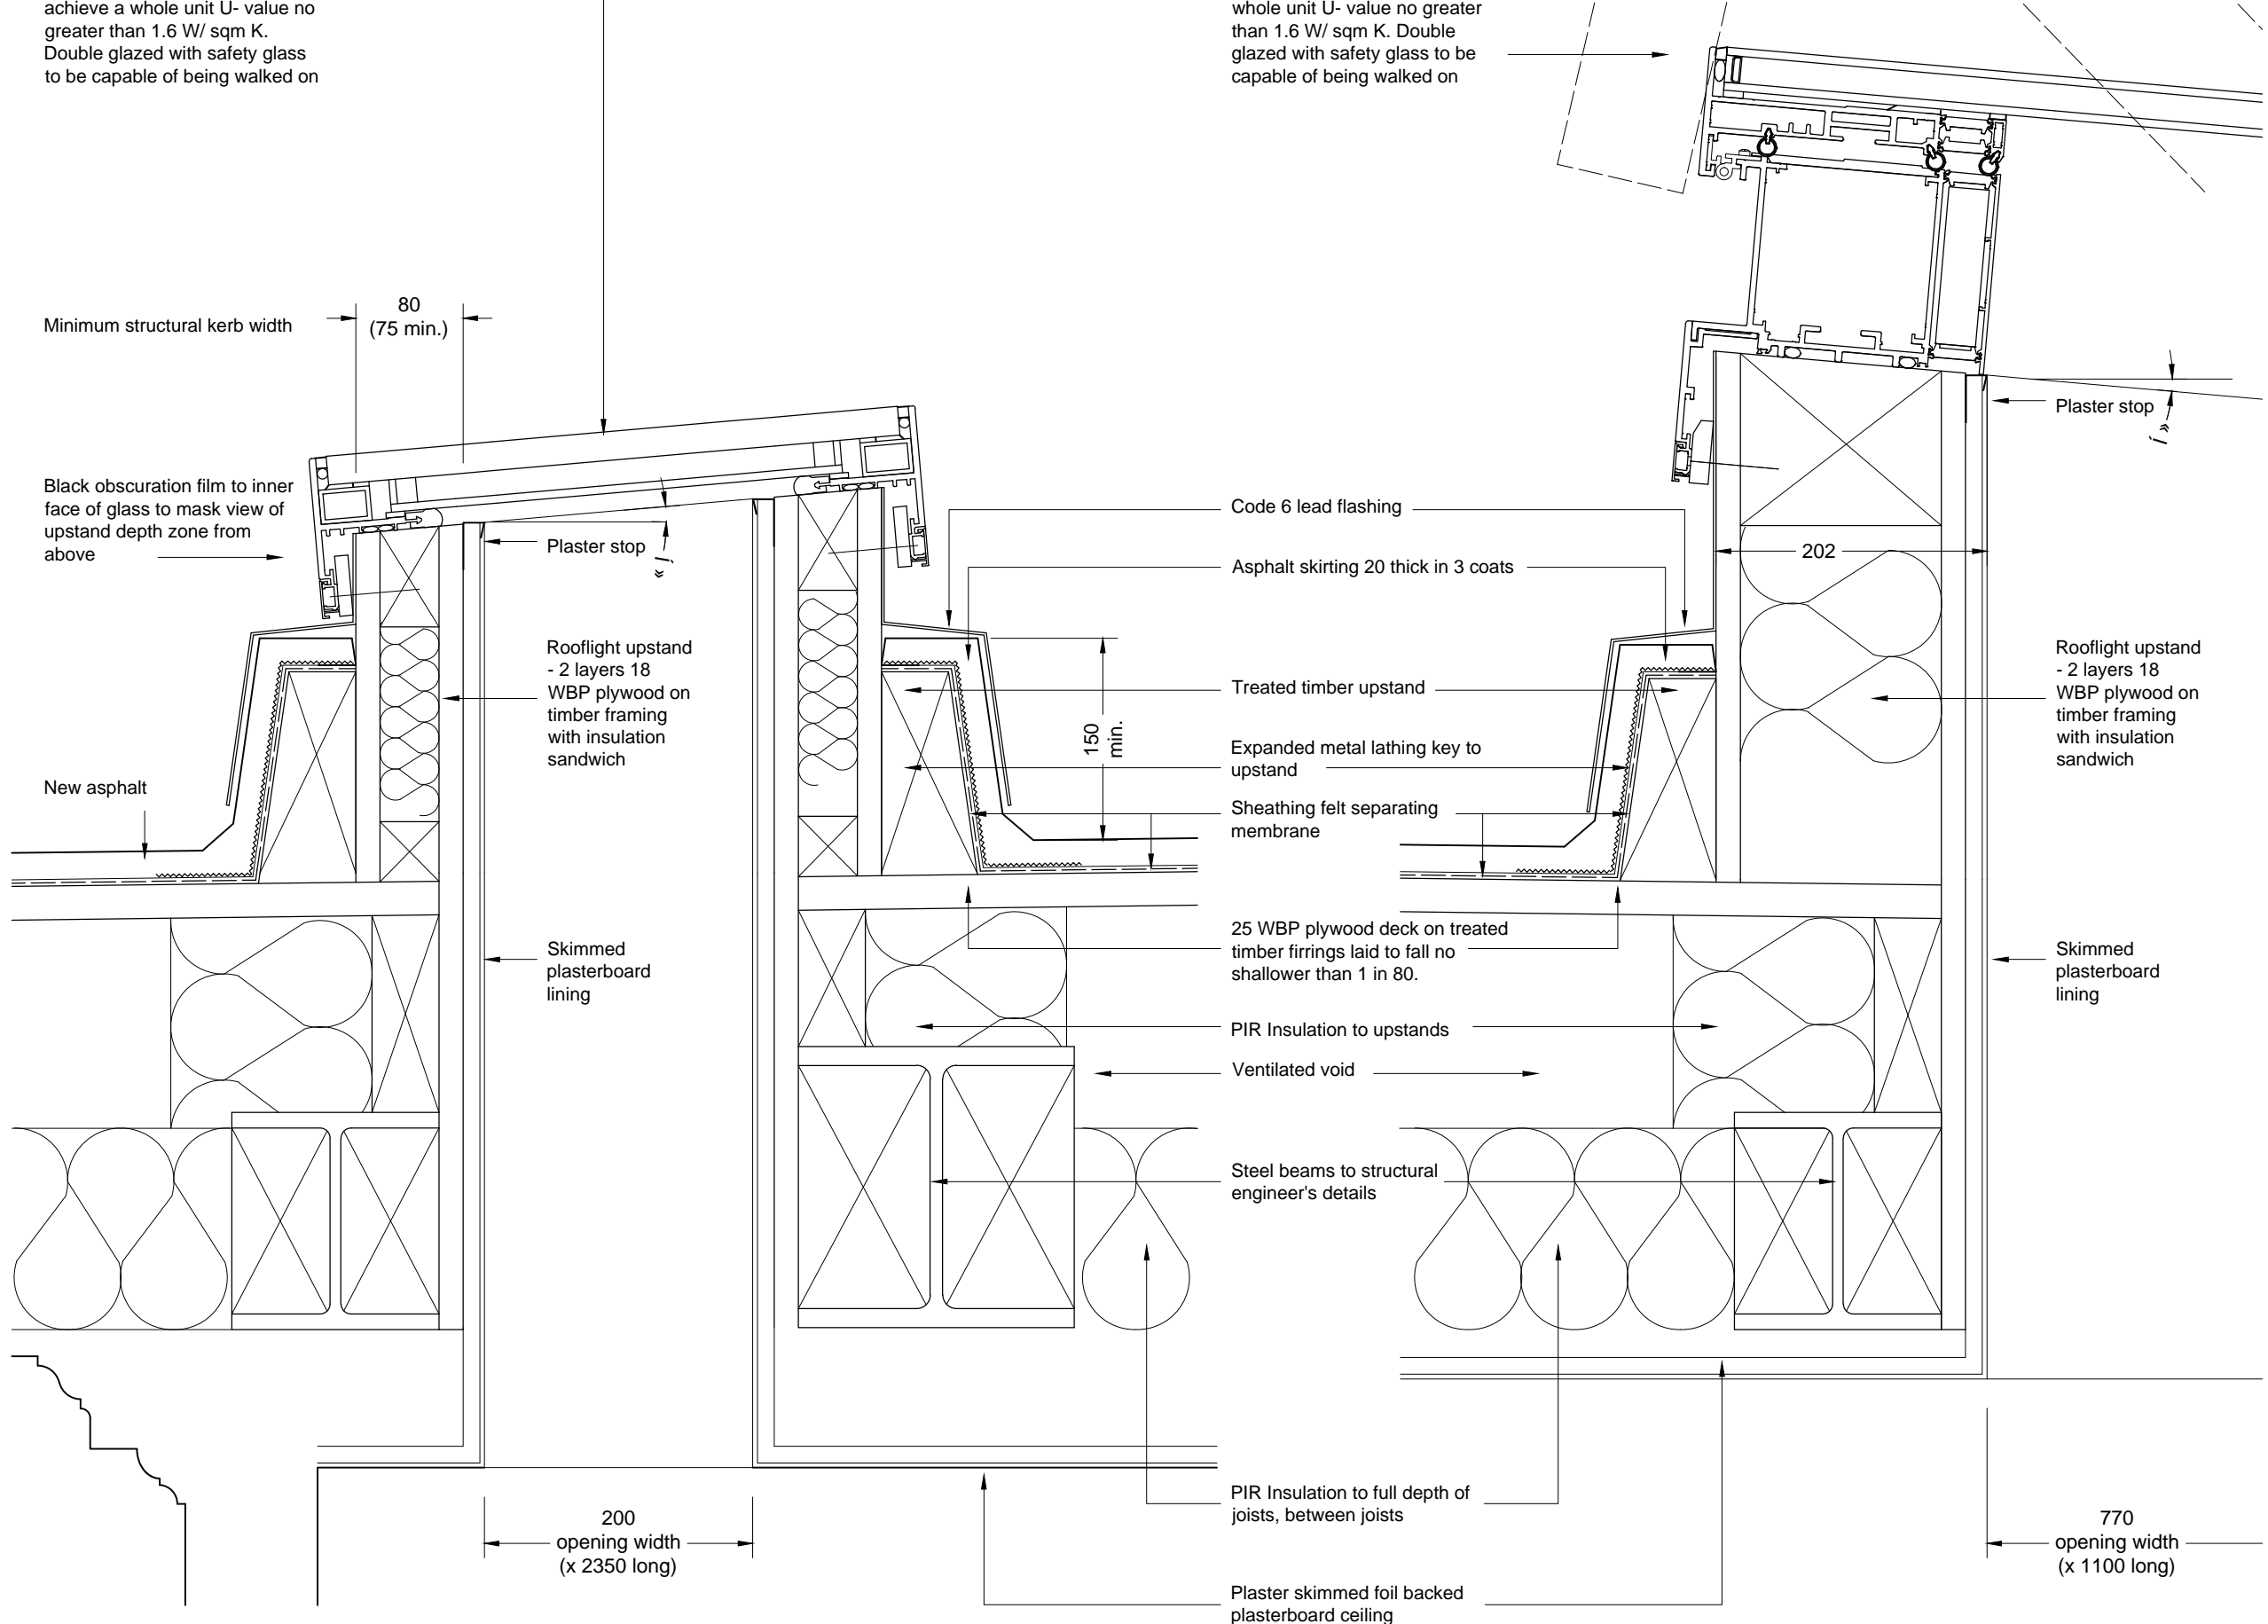 achieve a whole unit U- value no
greater than 1.6 W/ sqm K.
Double glazed with safety glass
to be capable of being walked on
whole unit U- value no greater
than 1.6 W/ sqm K. Double
glazed with safety glass to be
capable of being walked on
Minimum structural kerb width
80
(75 min.)
Black obscuration film to inner
face of glass to mask view of
upstand depth zone from
above
Plaster stop
Rooflight upstand
- 2 layers 18
WBP plywood on
timber framing
with insulation
sandwich
New asphalt
Skimmed
plasterboard
lining
150
min.
Code 6 lead flashing
Asphalt skirting 20 thick in 3 coats
Treated timber upstand
Expanded metal lathing key to
upstand
Sheathing felt separating
membrane
25 WBP plywood deck on treated
timber firrings laid to fall no
shallower than 1 in 80.
PIR Insulation to upstands
Ventilated void
Steel beams to structural
engineer's details
PIR Insulation to full depth of
joists, between joists
Plaster skimmed foil backed
plasterboard ceiling
202
Plaster stop
Rooflight upstand
- 2 layers 18
WBP plywood on
timber framing
with insulation
sandwich
Skimmed
plasterboard
lining
200
opening width
(x 2350 long)
770
opening width
(x 1100 long)